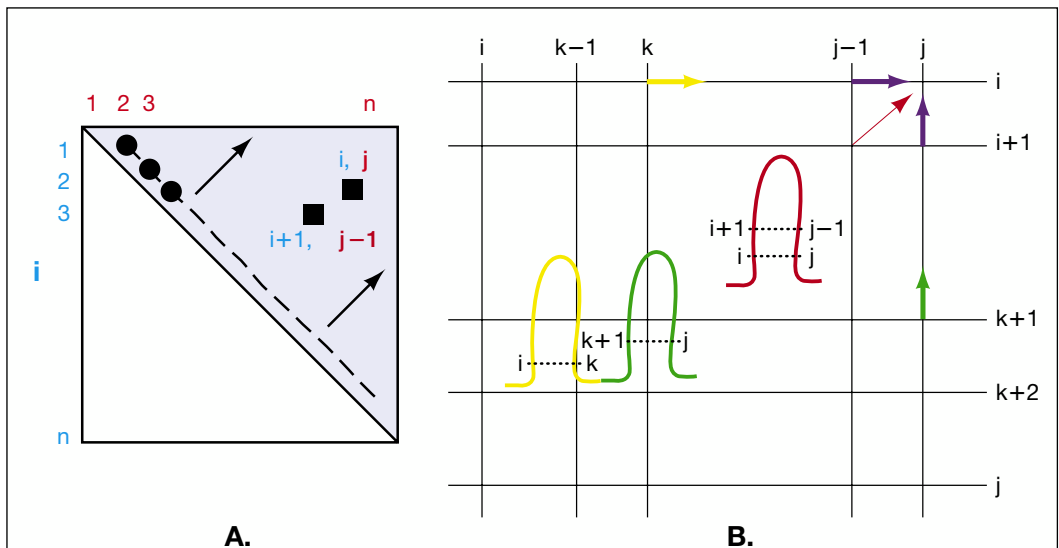 1 2 3 n
1
2
3
i
n
i, j
i+1, j−1
A.
i k−1 k j−1 j
i
i+1
k+1
k+2
j
i+1 j−1
i j
k+1 j
i k
B.